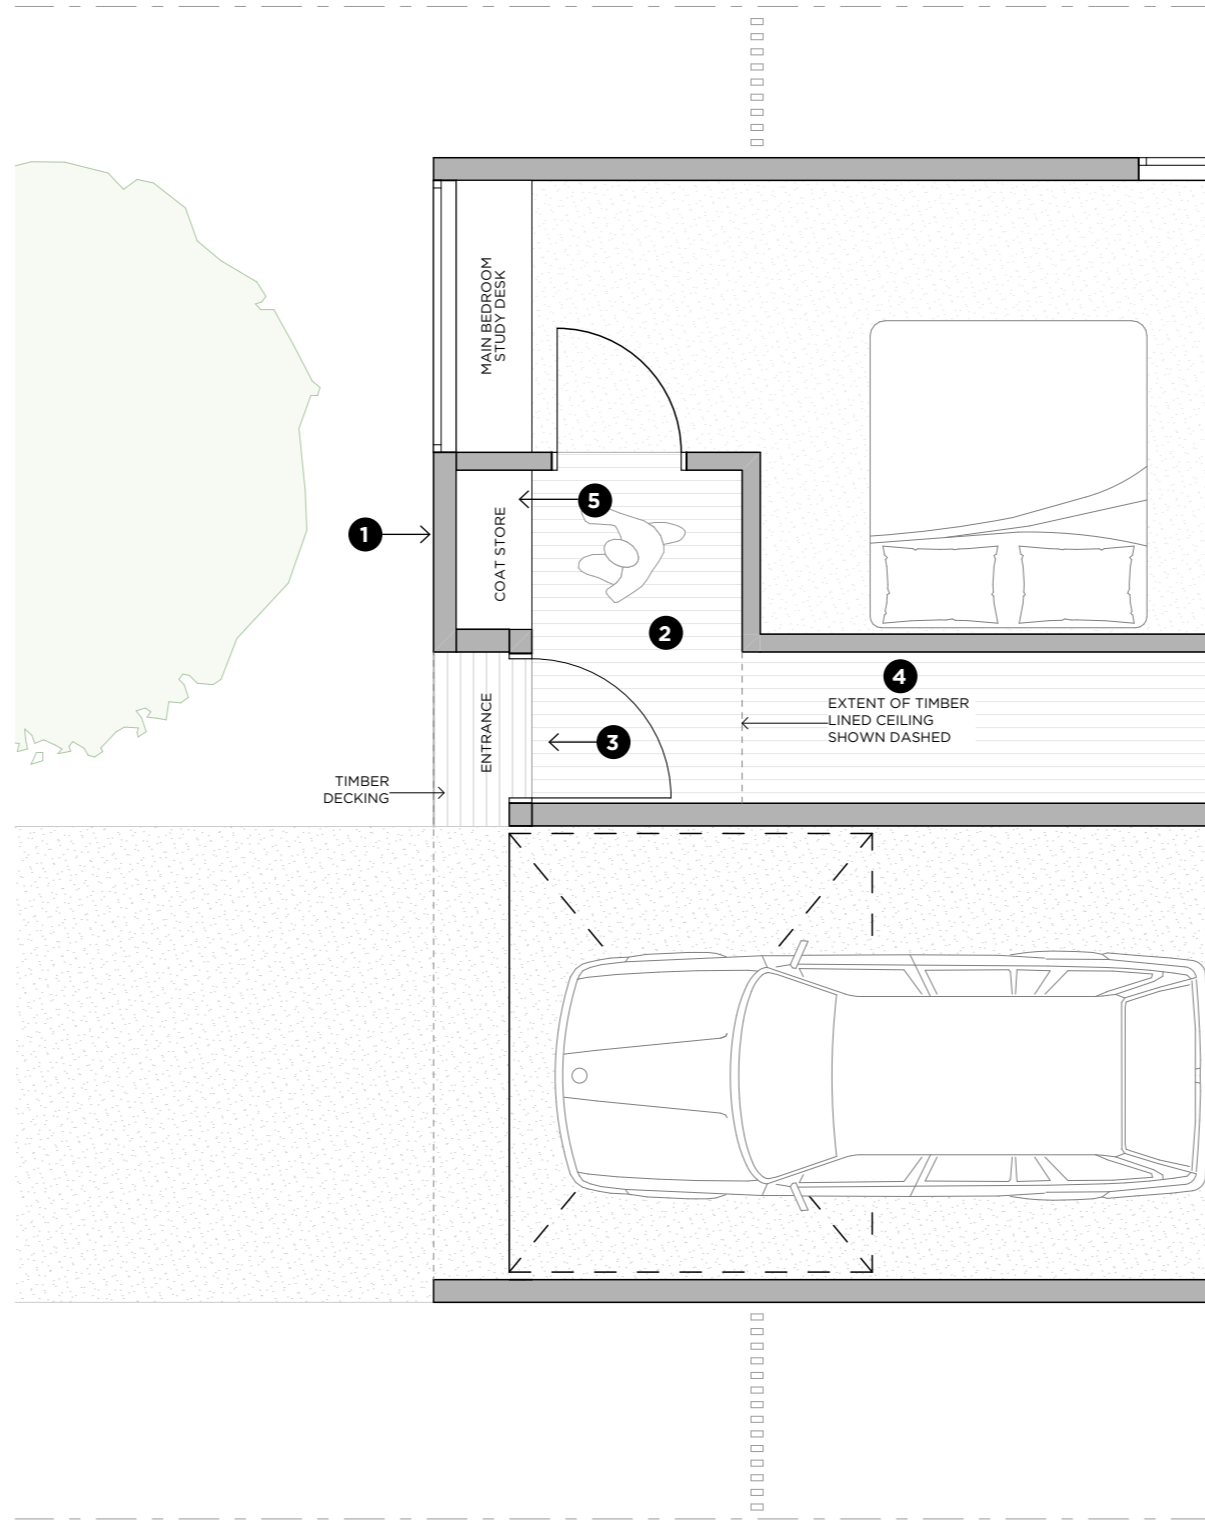 MAIN BEDROOM
STUDY DESK
5
1
COAT STORE
2
4
EXTENT OF TIMBER
LINED CEILING
SHOWN DASHED
ENTRANCE
3
TIMBER
DECKING